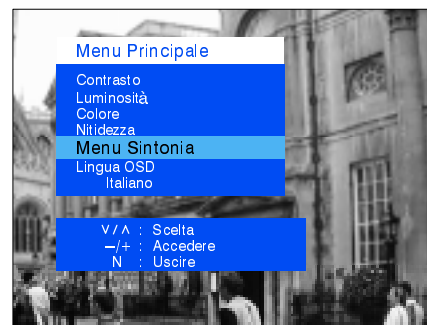 Menu Principale
Contrasto
Luminosità
Colore
Nitidezza
Menu Sintonia
Lingua OSD
Italiano
∨/∧ : Scelta
–/+ : Accedere
N : Uscire